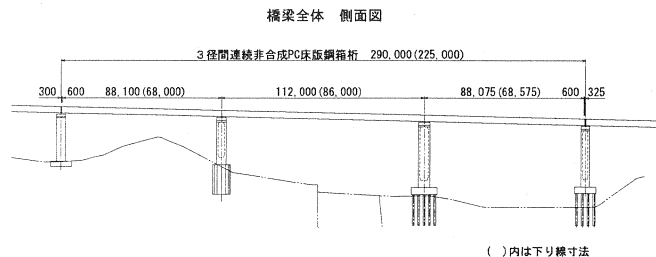 橋梁全体　側面図
３径間連続非合成PC床版鋼箱桁　290,000(225,000)
300 600 88,100(68,000) 112,000(86,000) 88,075(68,575) 600 325
(　)内は下り線寸法